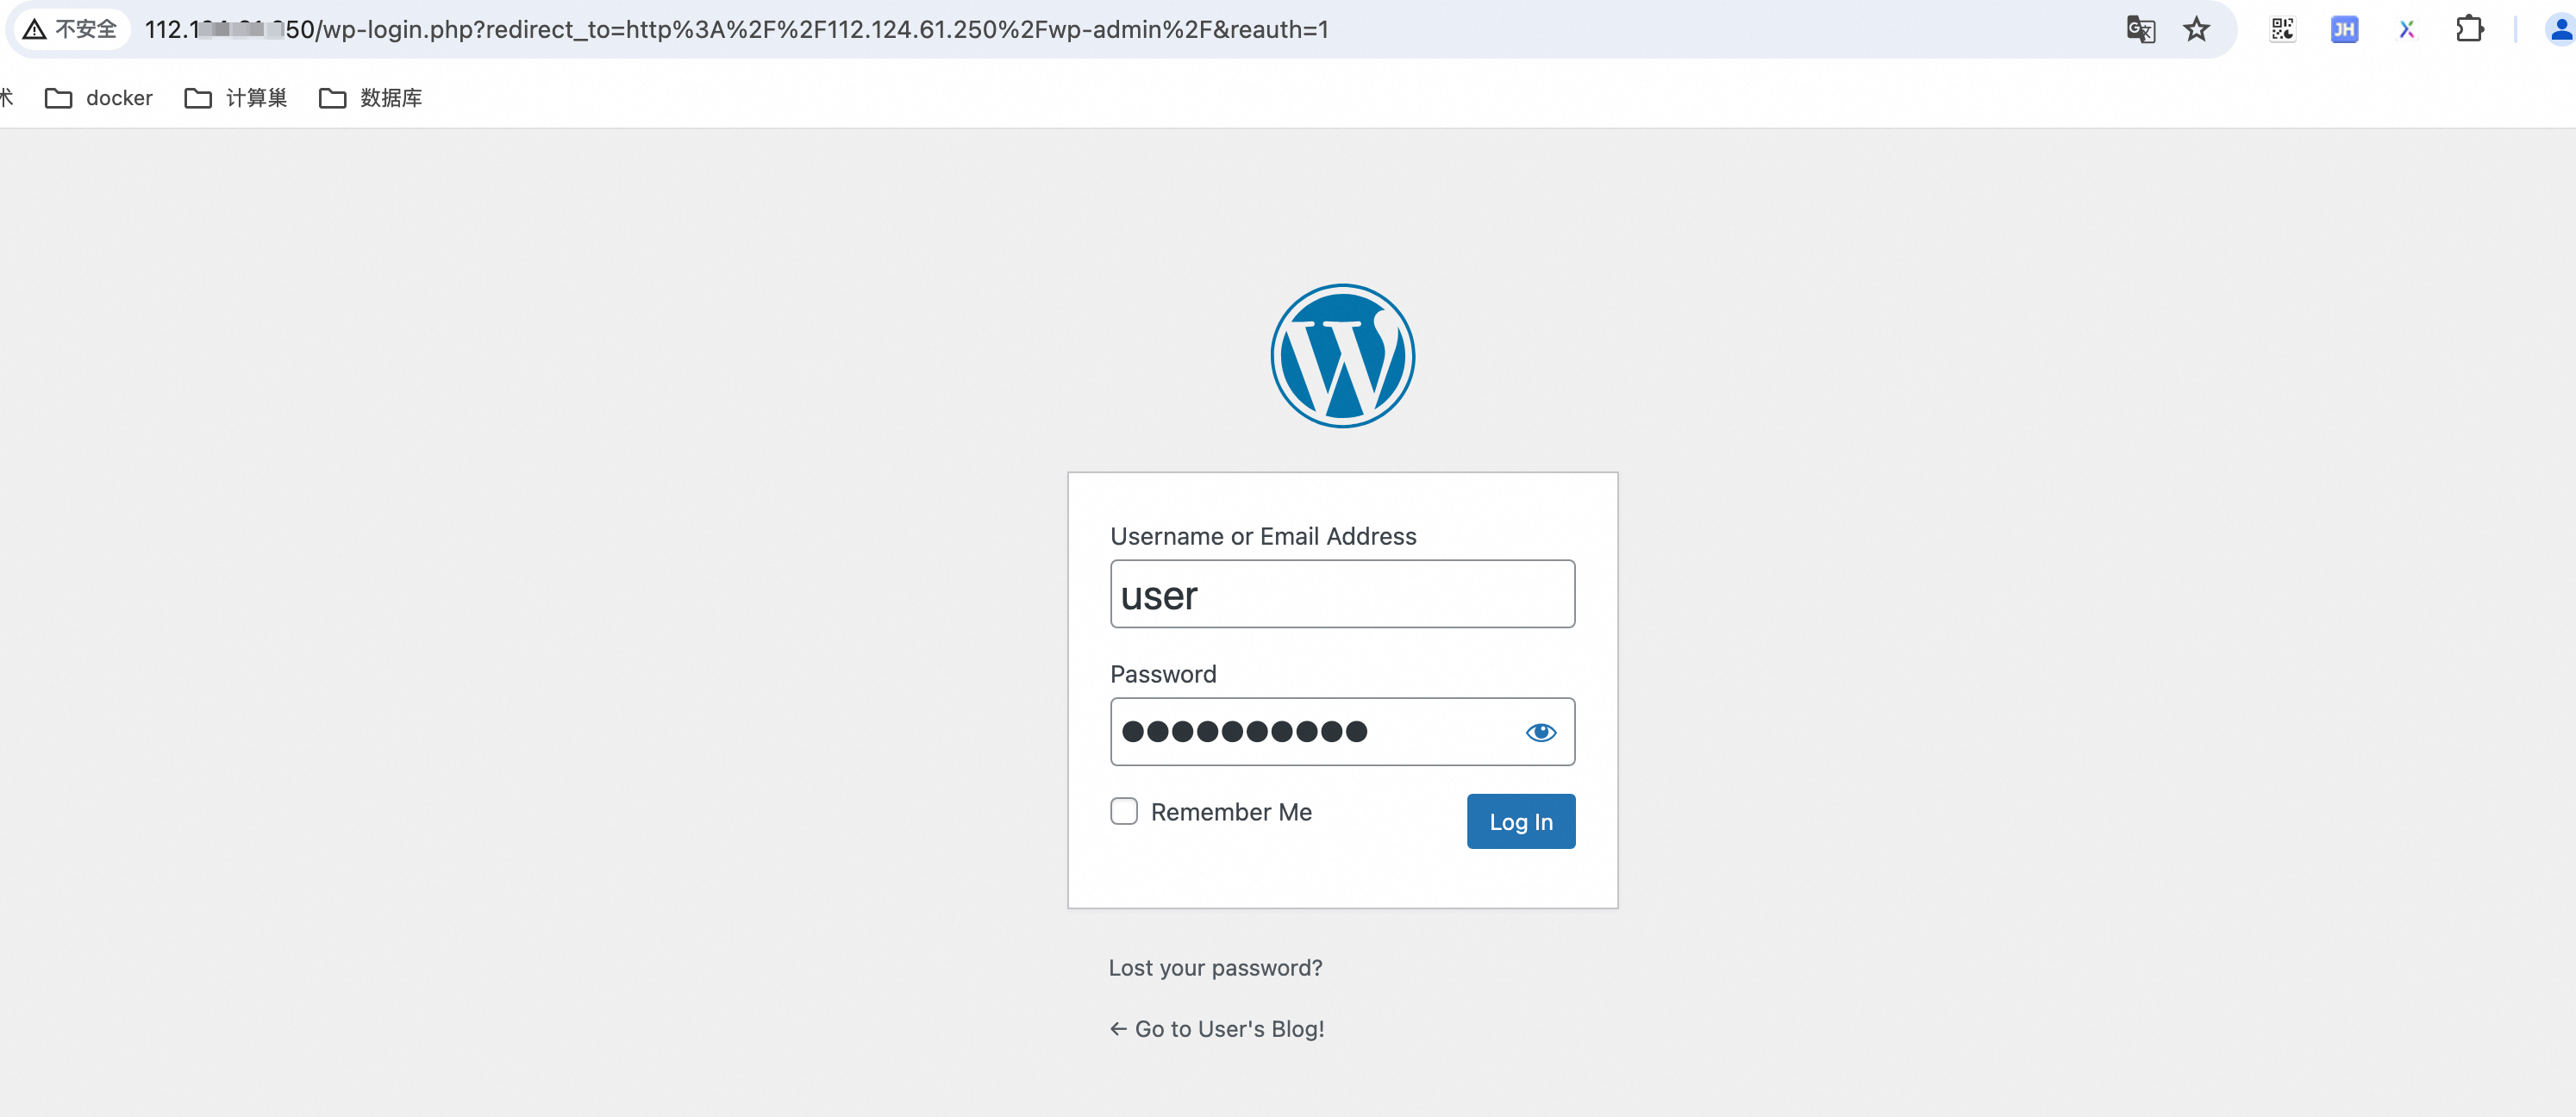 不安全 112.1 50/wp-login.php?redirect_to=http%3A%2F%2F112.124.61.250%2Fwp-admin%2F&reauth=1
术 docker 计算巢 数据库
Username or Email Address
user
Password
Remember Me
Log In
Lost your password?
← Go to User's Blog!